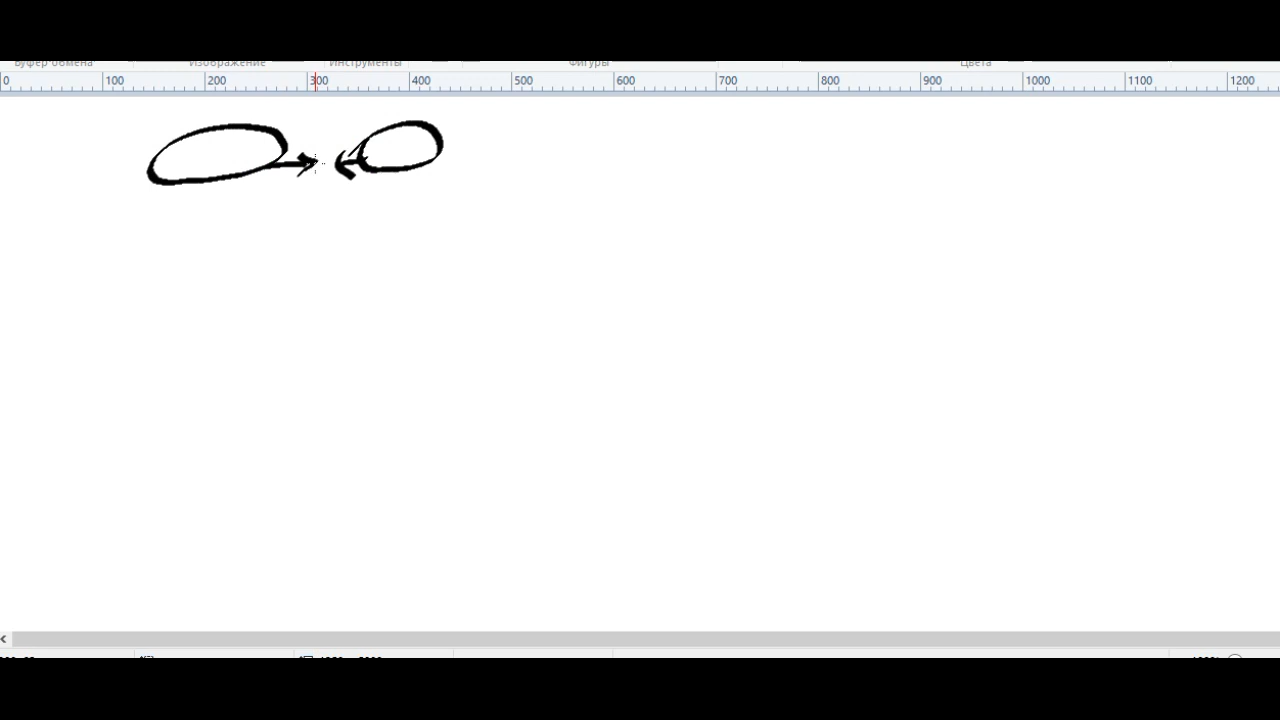 Буфер обмена Изображение Инструменты Фигуры Цвета
0 100 200 300 400 500 600 700 800 900 1000 1100 1200